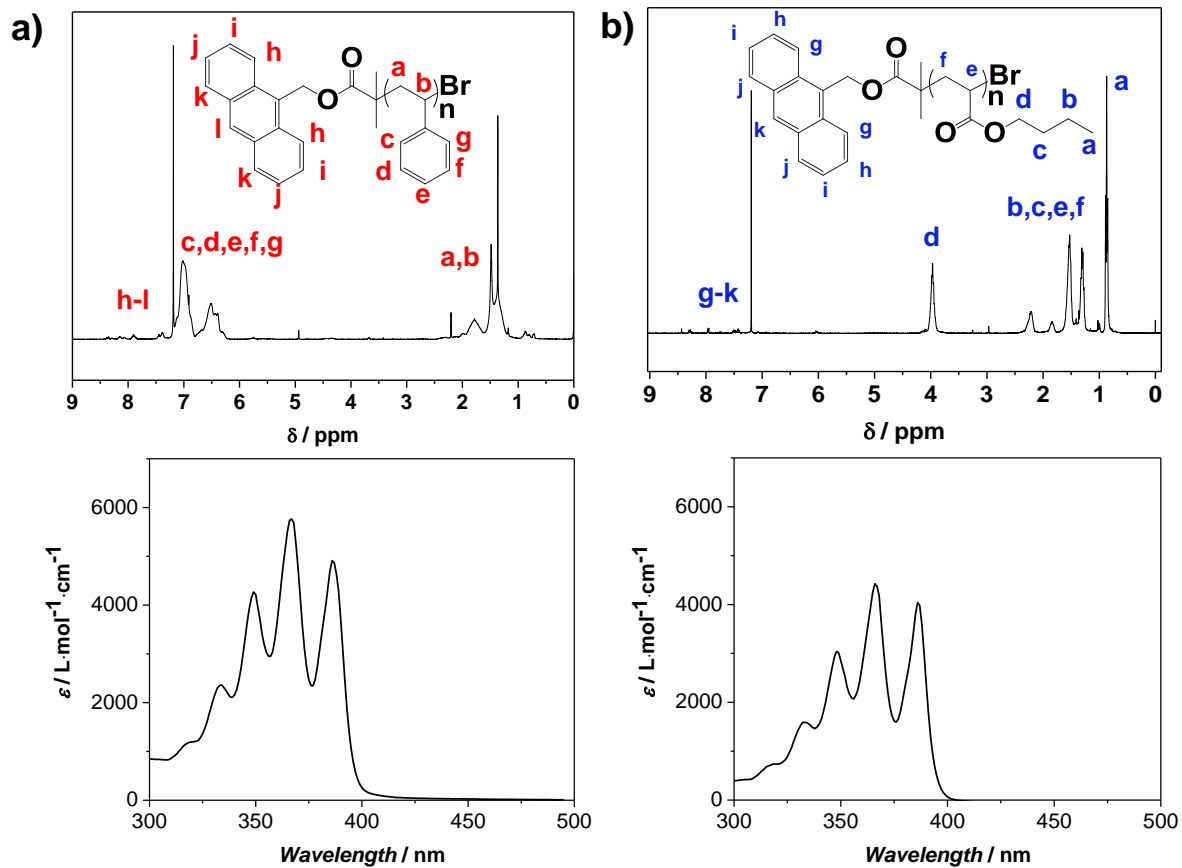 a)
i
j
h
k
l
h
k
i
j
O
O
a
b
Br
n
c
g
d
f
e
c,d,e,f,g
h-l
a,b
9 8 7 6 5 4 3 2 1 0
δ / ppm
b)
h
i
g
j
k
g
j
h
i
O
O
f
e
Br
n
O
O
d
b
c
a
a
b,c,e,f
d
g-k
9 8 7 6 5 4 3 2 1 0
δ / ppm
6000
4000
2000
0
ε / L·mol-1·cm-1
300 350 400 450 500
Wavelength / nm
6000
4000
2000
0
ε / L·mol-1·cm-1
300 350 400 450 500
Wavelength / nm